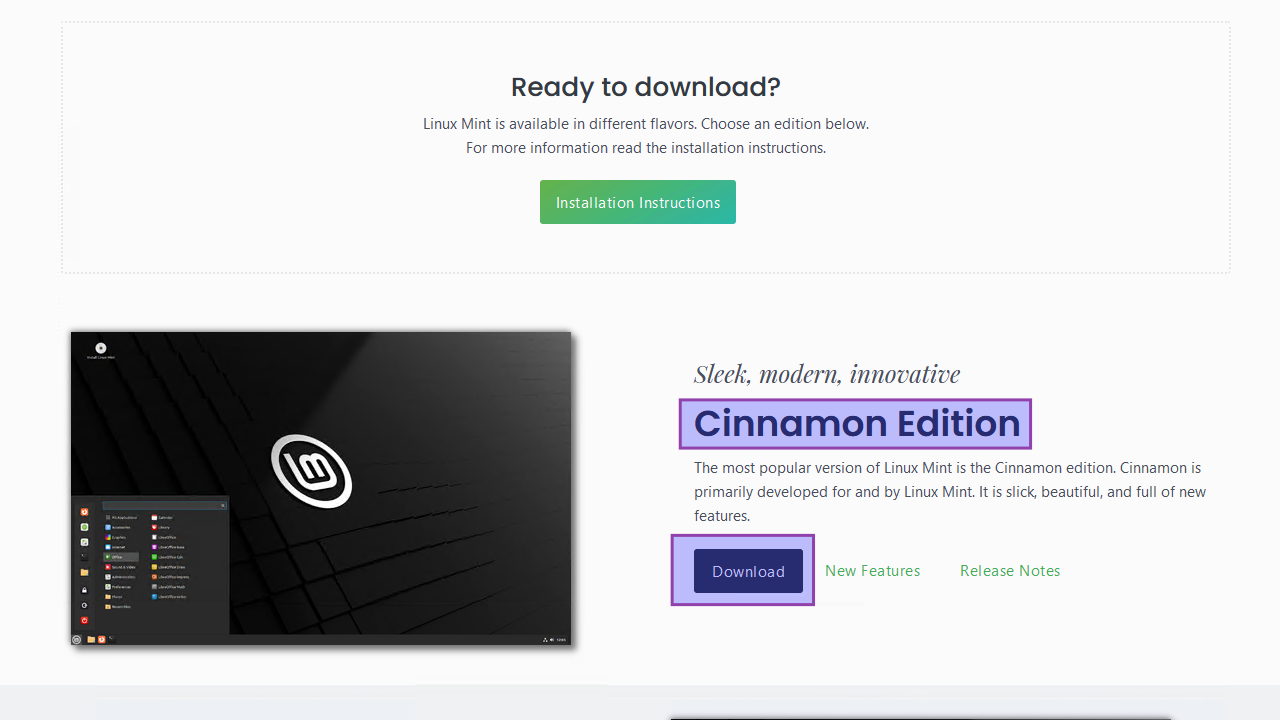 Ready to download?
Linux Mint is available in different flavors. Choose an edition below.
For more information read the installation instructions.
Installation Instructions
Sleek, modern, innovative
Cinnamon Edition
The most popular version of Linux Mint is the Cinnamon edition. Cinnamon is
primarily developed for and by Linux Mint. It is slick, beautiful, and full of new
features.
Download
New Features
Release Notes